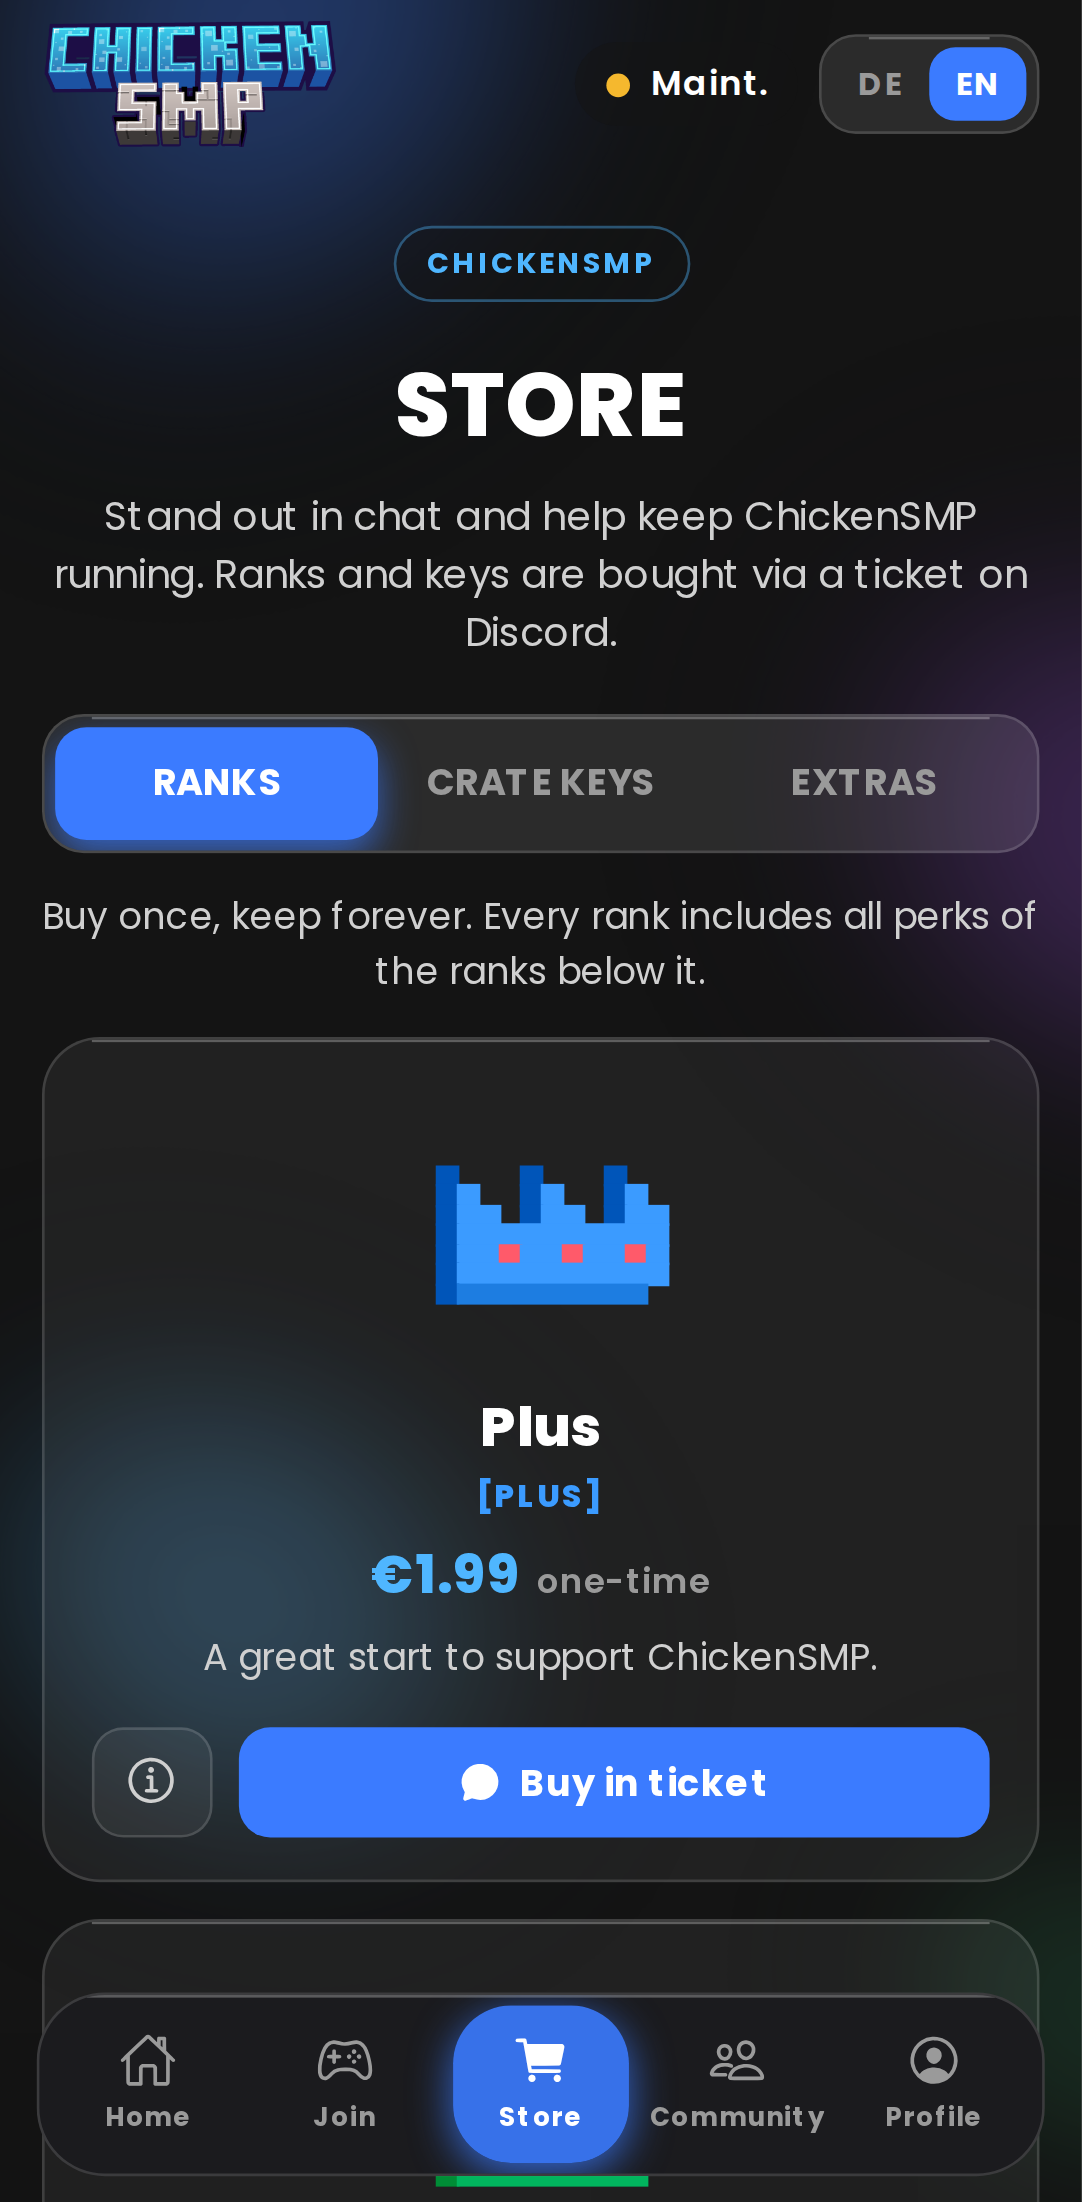 CHICKEN
SMP
Maint.
DE
EN
CHICKENSMP
STORE
Stand out in chat and help keep ChickenSMP
running. Ranks and keys are bought via a ticket on
Discord.
RANKS
CRATE KEYS
EXTRAS
Buy once, keep forever. Every rank includes all perks of
the ranks below it.
Plus
[PLUS]
€1.99 one-time
A great start to support ChickenSMP.
Buy in ticket
Home
Join
Store
Community
Profile